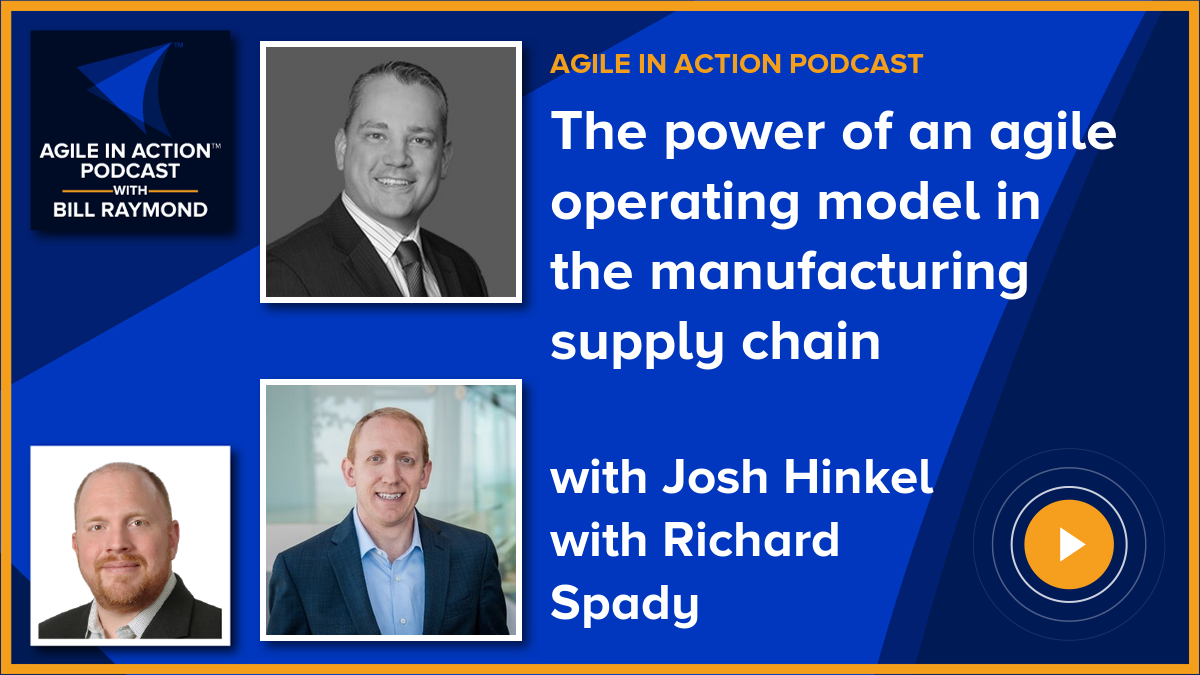 AGILE IN ACTION™
PODCAST
WITH
BILL RAYMOND
AGILE IN ACTION PODCAST
The power of an agile
operating model in
the manufacturing
supply chain
with Josh Hinkel
with Richard
Spady